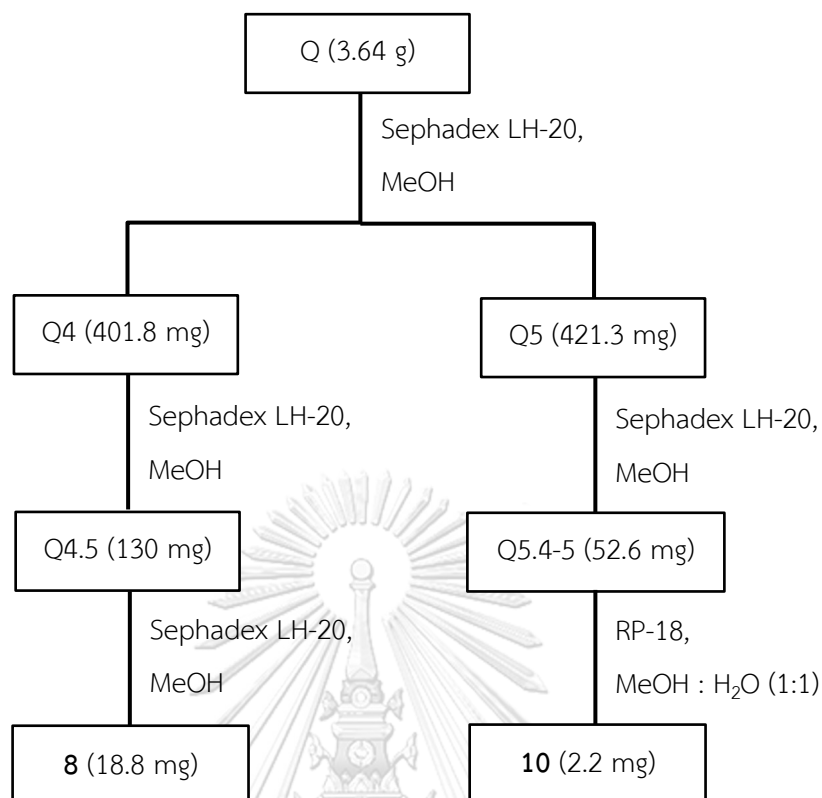 Q (3.64 g)
Sephadex LH-20,
MeOH
Q4 (401.8 mg)
Q5 (421.3 mg)
Sephadex LH-20,
MeOH
Sephadex LH-20,
MeOH
Q4.5 (130 mg)
Q5.4-5 (52.6 mg)
Sephadex LH-20,
MeOH
RP-18,
MeOH : H₂O (1:1)
8 (18.8 mg)
10 (2.2 mg)